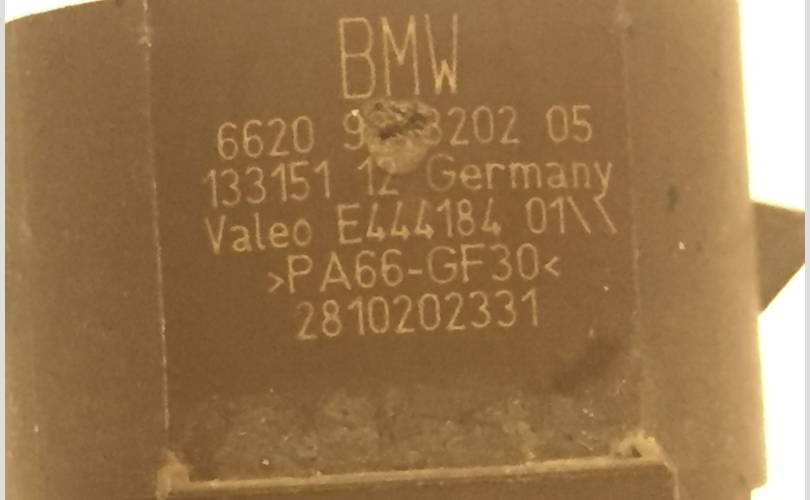 BMW
6620 05
133151 12 Germany
Valeo E444184 01\\
>PA66-GF30<
2810202331